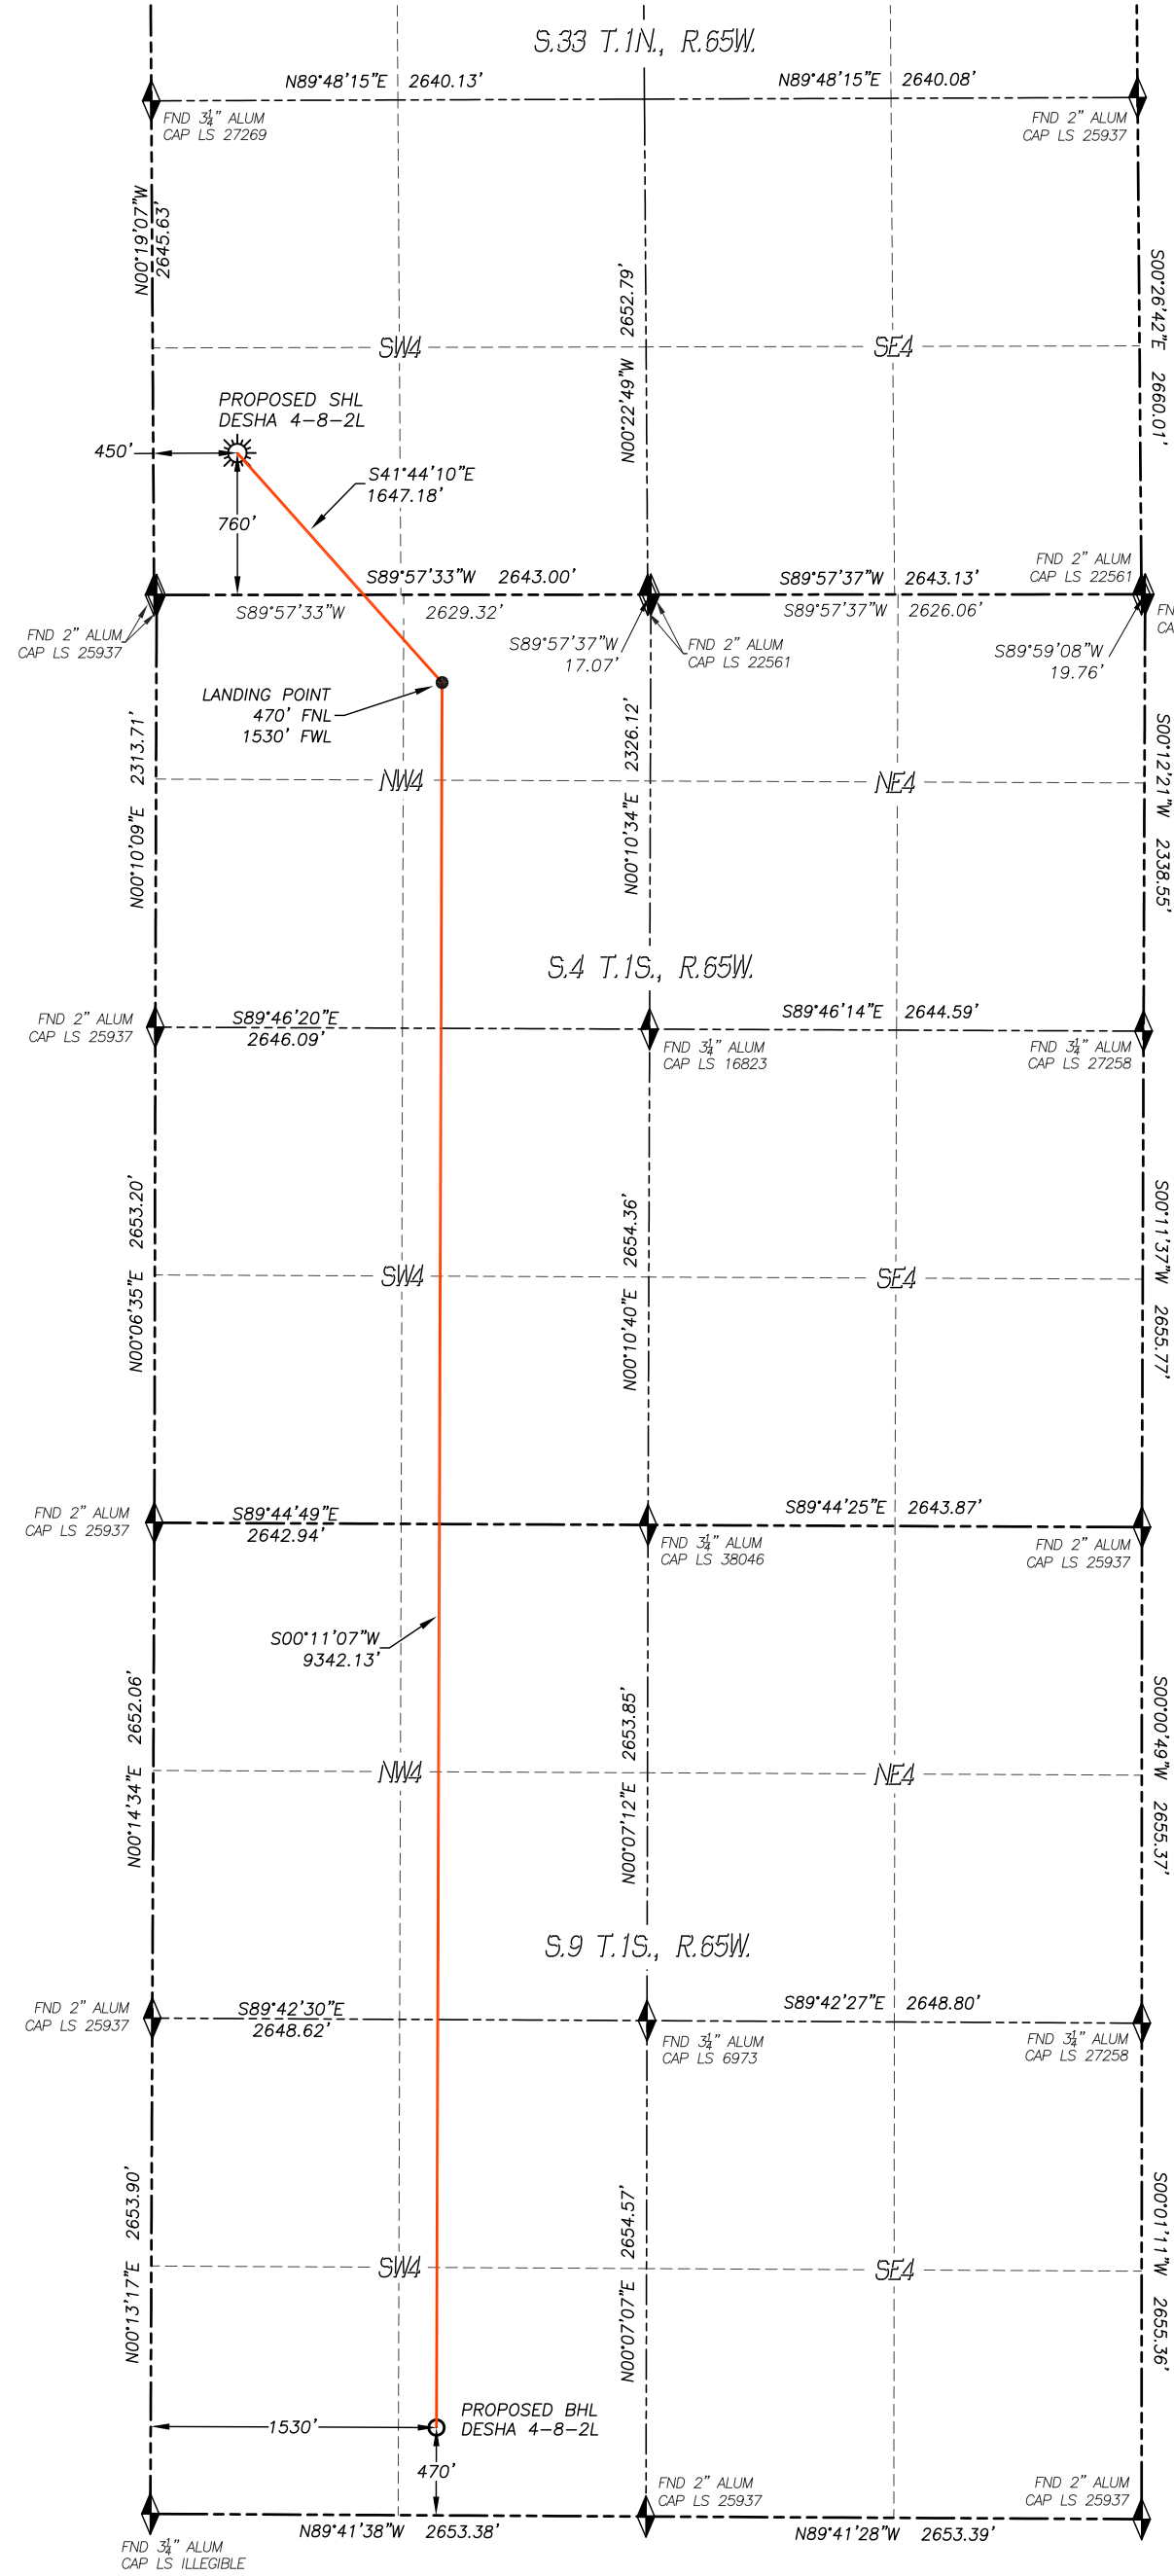 S.33 T.1N., R.65W.
N89°48'15"E 2640.13'
N89°48'15"E 2640.08'
FND 3¼" ALUM
CAP LS 27269
FND 2" ALUM
CAP LS 25937
N00°19'07"W
2645.63'
N00°22'49"W 2652.79'
S00°26'42"E 2660.01'
SW4
SE4
PROPOSED SHL
DESHA 4-8-2L
450'
760'
S41°44'10"E
1647.18'
S89°57'33"W 2643.00'
S89°57'37"W 2643.13'
FND 2" ALUM
CAP LS 22561
S89°57'33"W 2629.32'
S89°57'37"W 2626.06'
FND 2" ALUM
CAP LS 25937
S89°57'37"W
17.07'
FND 2" ALUM
CAP LS 22561
S89°59'08"W
19.76'
FN
CA
LANDING POINT
470' FNL
1530' FWL
N00°10'09"E 2313.71'
N00°10'34"E 2326.12'
S00°12'21"W 2338.55'
NW4
NE4
S.4 T.1S., R.65W.
FND 2" ALUM
CAP LS 25937
S89°46'20"E
2646.09'
S89°46'14"E 2644.59'
FND 3¼" ALUM
CAP LS 16823
FND 3¼" ALUM
CAP LS 27258
N00°06'35"E 2653.20'
N00°10'40"E 2654.36'
S00°11'37"W 2655.77'
SW4
SE4
FND 2" ALUM
CAP LS 25937
S89°44'49"E
2642.94'
S89°44'25"E 2643.87'
FND 3¼" ALUM
CAP LS 38046
FND 2" ALUM
CAP LS 25937
S00°11'07"W
9342.13'
N00°14'34"E 2652.06'
N00°07'12"E 2653.85'
S00°00'49"W 2655.37'
NW4
NE4
S.9 T.1S., R.65W.
FND 2" ALUM
CAP LS 25937
S89°42'30"E
2648.62'
S89°42'27"E 2648.80'
FND 3¼" ALUM
CAP LS 6973
FND 3¼" ALUM
CAP LS 27258
N00°13'17"E 2653.90'
N00°07'07"E 2654.57'
S00°01'11"W 2655.36'
SW4
SE4
1530'
PROPOSED BHL
DESHA 4-8-2L
470'
FND 2" ALUM
CAP LS 25937
FND 2" ALUM
CAP LS 25937
N89°41'38"W 2653.38'
N89°41'28"W 2653.39'
FND 3¼" ALUM
CAP LS ILLEGIBLE